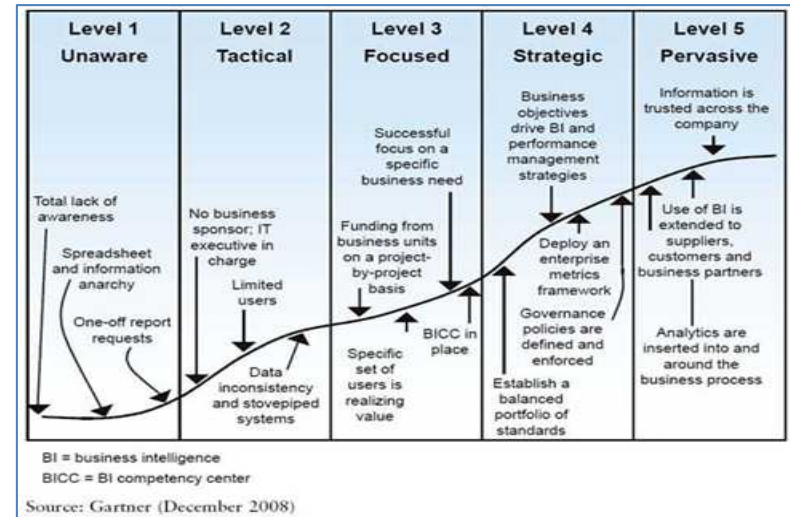 Level 1
Unaware
Level 2
Tactical
Level 3
Focused
Level 4
Strategic
Level 5
Pervasive
Total lack of
awareness
Spreadsheet
and information
anarchy
One-off report
requests
No business
sponsor; IT
executive in
charge
Limited
users
Data
inconsistency
and stovepiped
systems
Successful
focus on a
specific
business need
Funding from
business units
on a project-
by-project
basis
Specific
set of
users is
realizing
value
BICC in
place
Business
objectives
drive BI and
performance
management
strategies
Deploy an
enterprise
metrics
framework
Governance
policies are
defined and
enforced
Establish a
balanced
portfolio of
standards
Information is
trusted across the
company
Use of BI is
extended to
suppliers,
customers and
business partners
Analytics are
inserted into and
around the
business process
BI = business intelligence
BICC = BI competency center
Source: Gartner (December 2008)